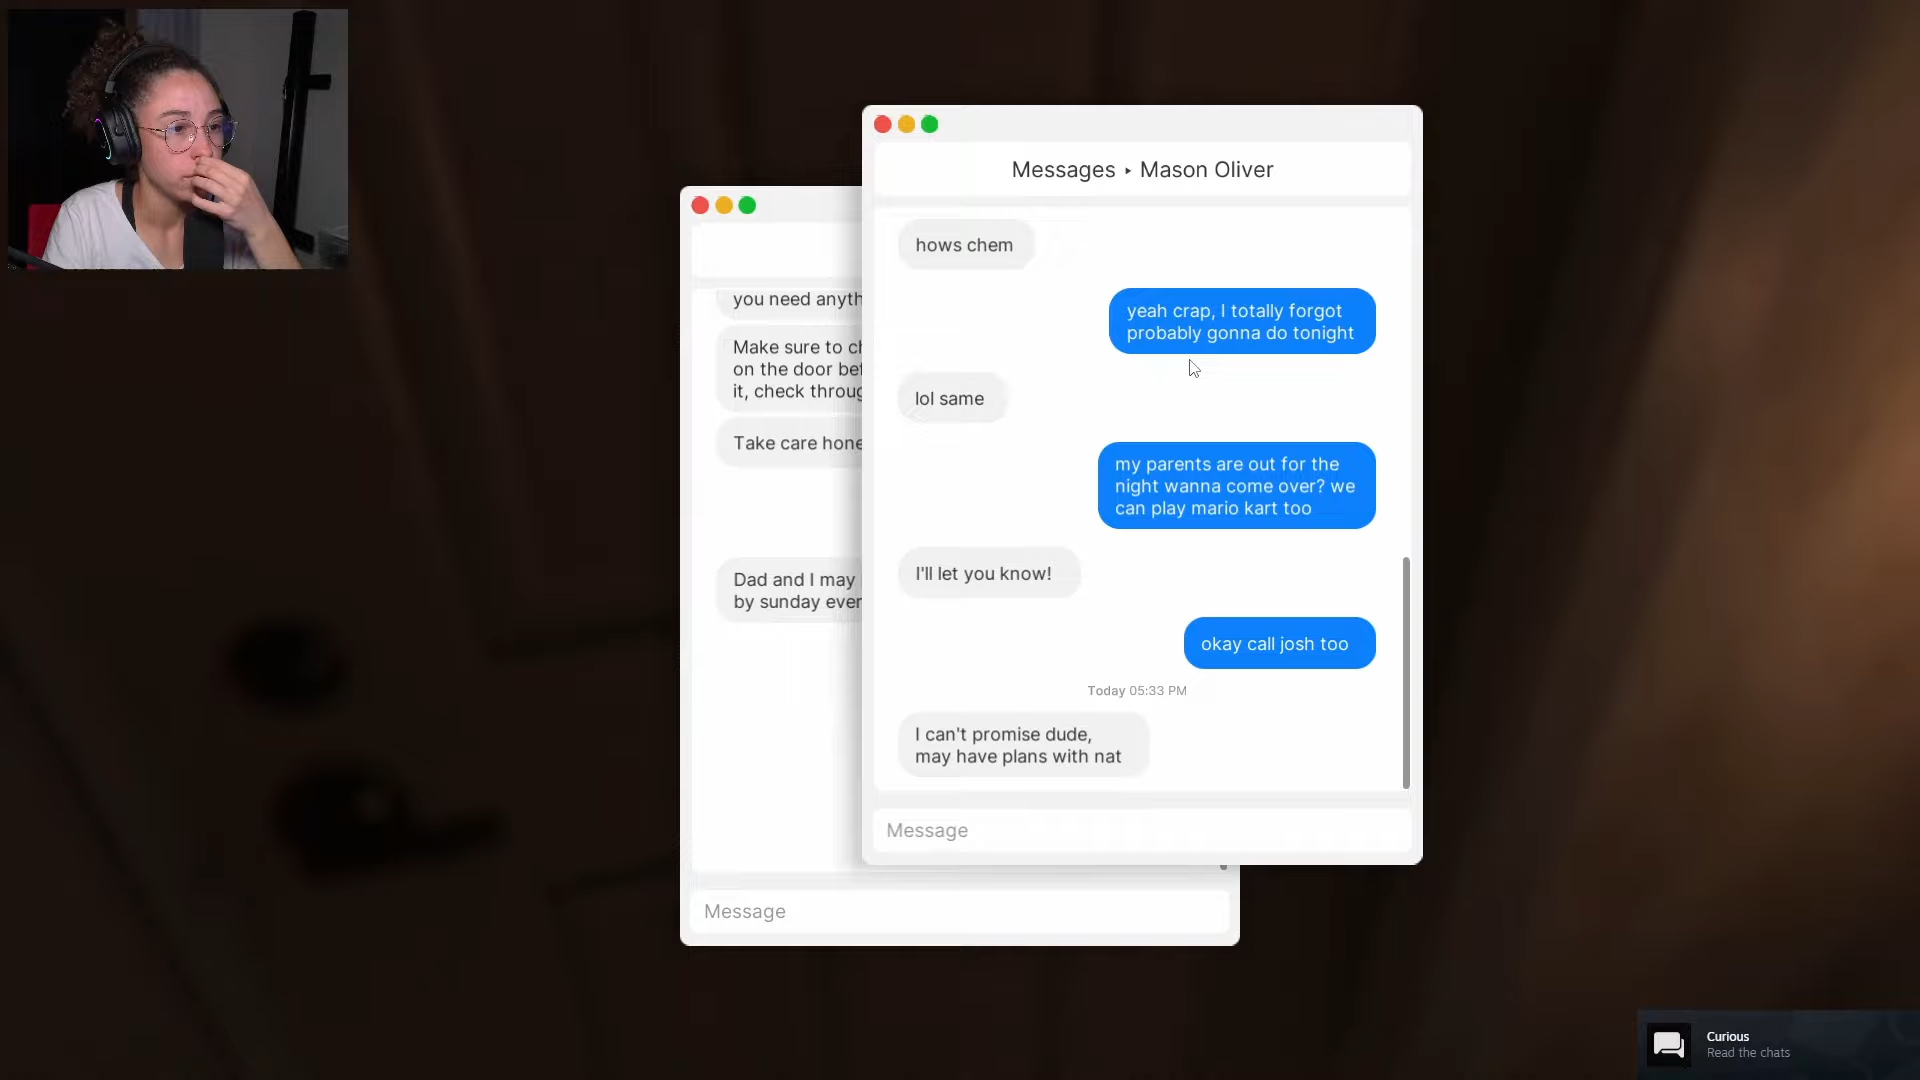 Messages ‣ Mason Oliver
hows chem
yeah crap, I totally forgot
probably gonna do tonight
lol same
my parents are out for the
night wanna come over? we
can play mario kart too
I'll let you know!
okay call josh too
Today 05:33 PM
I can't promise dude,
may have plans with nat
Message
you need anyth
Make sure to ch
on the door bef
it, check throug
Take care hone
Dad and I may
by sunday ever
Message
Curious
Read the chats